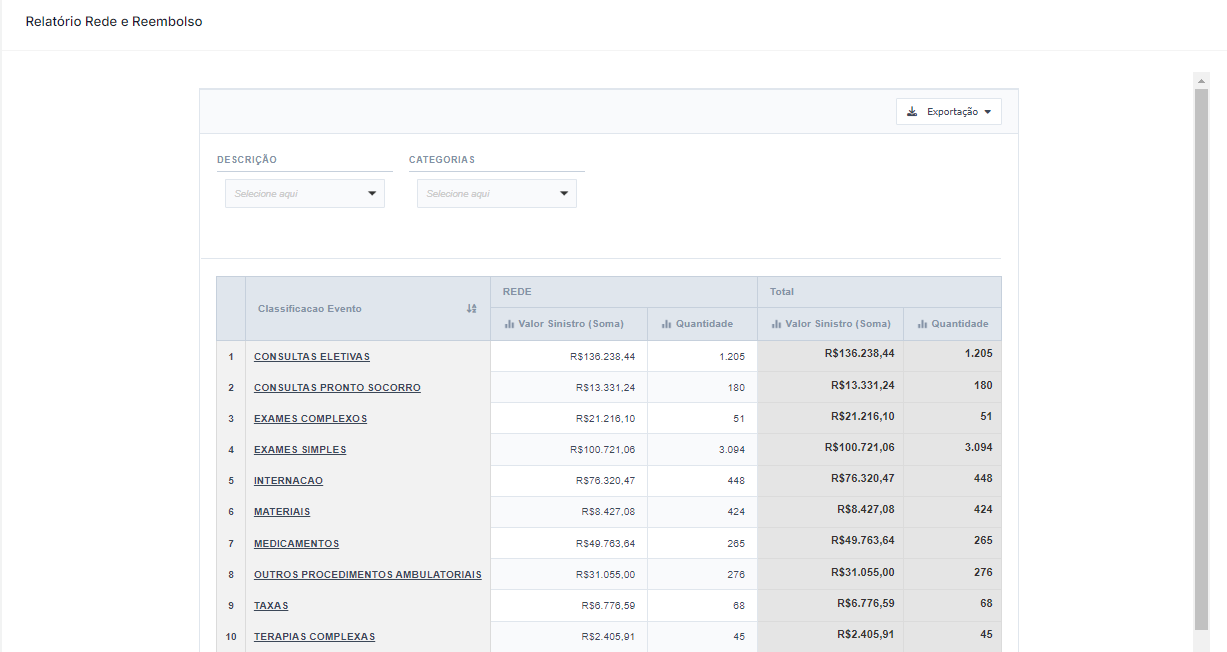 Relatório Rede e Reembolso
Exportação
DESCRIÇÃO CATEGORIAS
Selecione aqui Selecione aqui
REDE Total
Classificacao Evento
Valor Sinistro (Soma) Quantidade Valor Sinistro (Soma) Quantidade
1 CONSULTAS ELETIVAS R$136.238,44 1.205 R$136.238,44 1.205
2 CONSULTAS PRONTO SOCORRO R$13.331,24 180 R$13.331,24 180
3 EXAMES COMPLEXOS R$21.216,10 51 R$21.216,10 51
4 EXAMES SIMPLES R$100.721,06 3.094 R$100.721,06 3.094
5 INTERNACAO R$76.320,47 448 R$76.320,47 448
6 MATERIAIS R$8.427,08 424 R$8.427,08 424
7 MEDICAMENTOS R$49.763,64 265 R$49.763,64 265
8 OUTROS PROCEDIMENTOS AMBULATORIAIS R$31.055,00 276 R$31.055,00 276
9 TAXAS R$6.776,59 68 R$6.776,59 68
10 TERAPIAS COMPLEXAS R$2.405,91 45 R$2.405,91 45